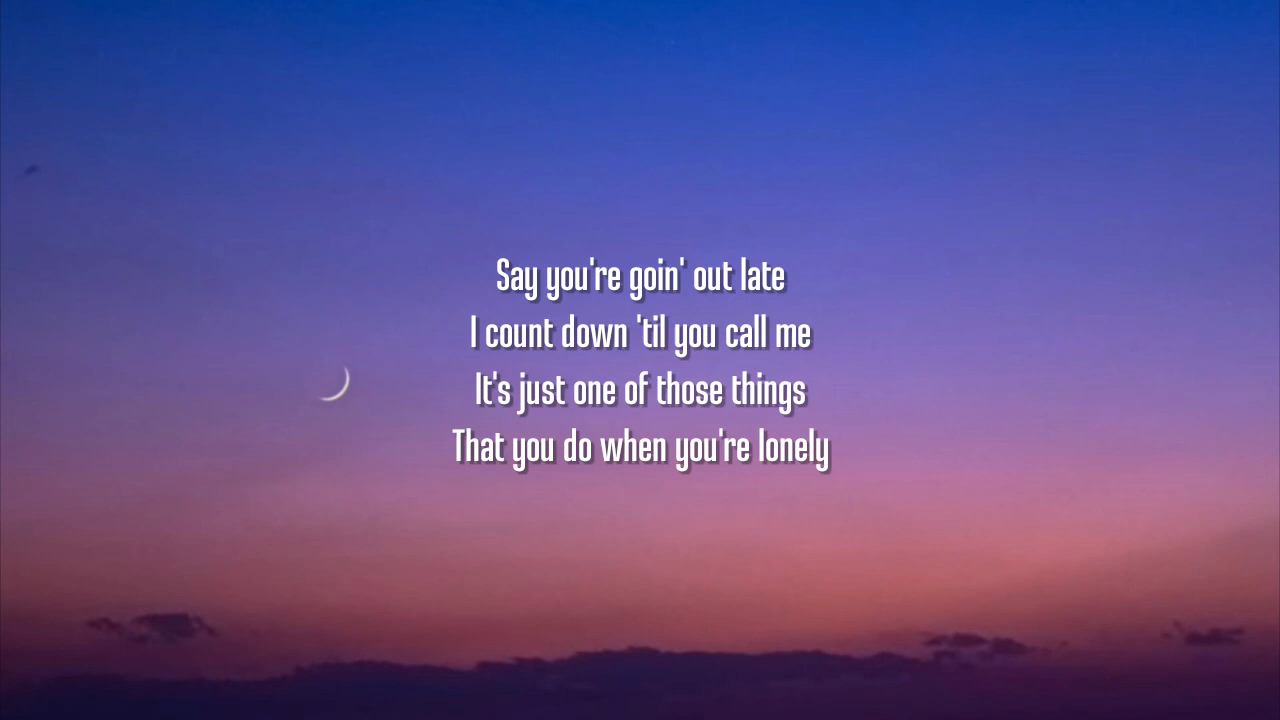 Say you're goin' out late
I count down 'til you call me
It's just one of those things
That you do when you're lonely